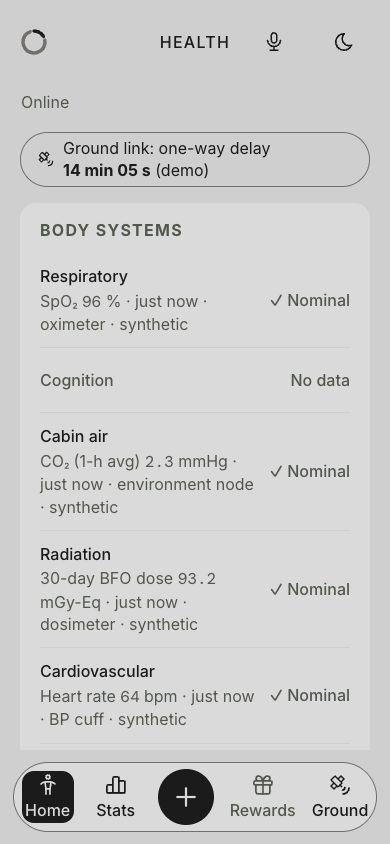 HEALTH
Online
Ground link: one-way delay
14 min 05 s (demo)
BODY SYSTEMS
Respiratory
SpO₂ 96 % · just now ·
oximeter · synthetic
✓ Nominal
Cognition
No data
Cabin air
CO₂ (1-h avg) 2.3 mmHg ·
just now · environment node
· synthetic
✓ Nominal
Radiation
30-day BFO dose 93.2
mGy-Eq · just now ·
dosimeter · synthetic
✓ Nominal
Cardiovascular
Heart rate 64 bpm · just now
· BP cuff · synthetic
✓ Nominal
Home
Stats
Rewards
Ground